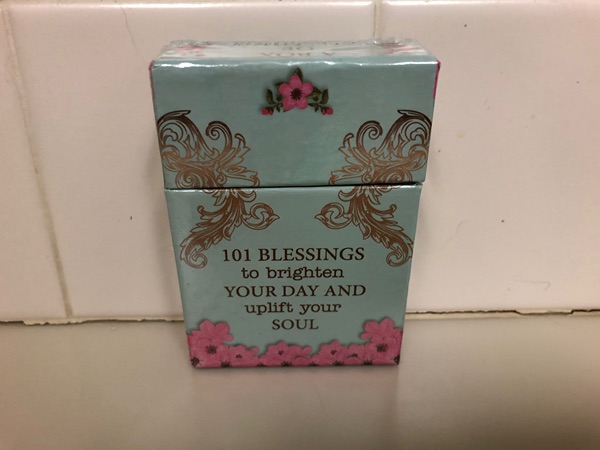 101 BLESSINGS
to brighten
YOUR DAY AND
uplift your
SOUL